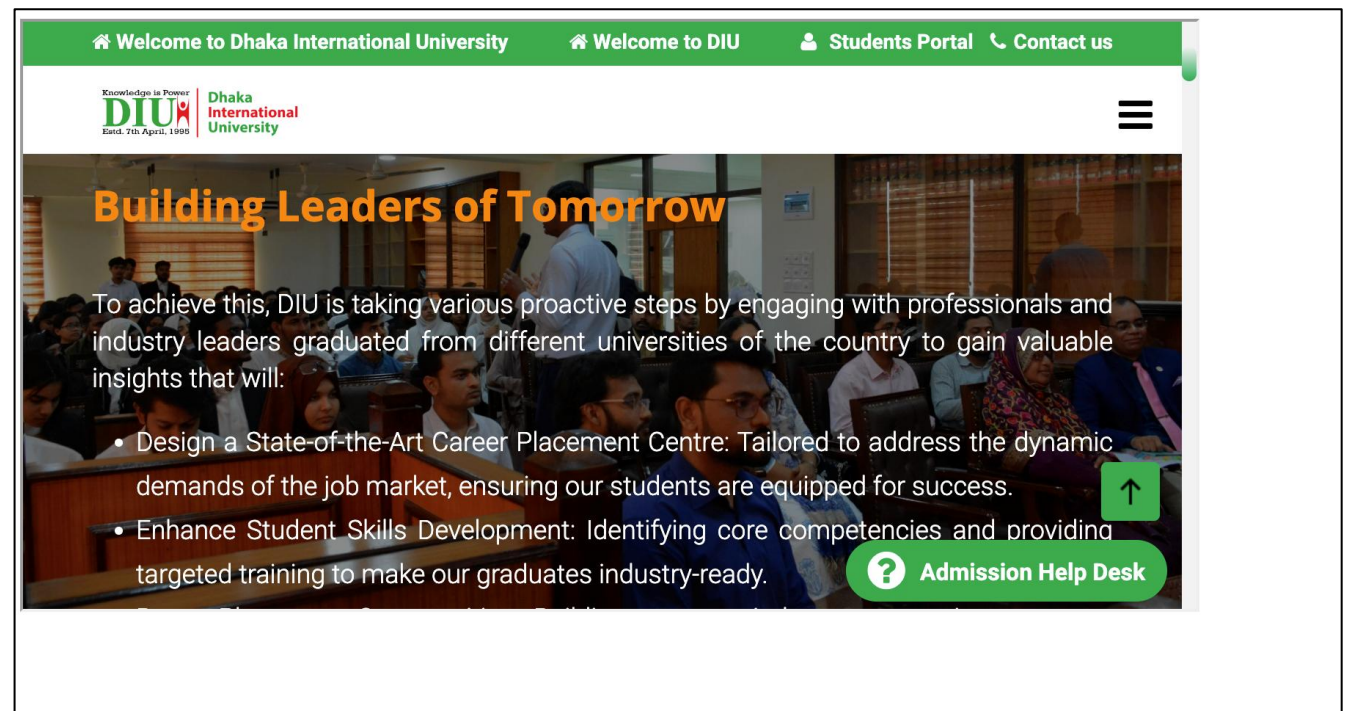 Welcome to Dhaka International University Welcome to DIU Students Portal Contact us
Knowledge is Power
DIU
Estd. 7th April, 1995
Dhaka
International
University
Building Leaders of Tomorrow
To achieve this, DIU is taking various proactive steps by engaging with professionals and
industry leaders graduated from different universities of the country to gain valuable
insights that will:
• Design a State-of-the-Art Career Placement Centre: Tailored to address the dynamic
demands of the job market, ensuring our students are equipped for success.
• Enhance Student Skills Development: Identifying core competencies and providing
targeted training to make our graduates industry-ready.
? Admission Help Desk